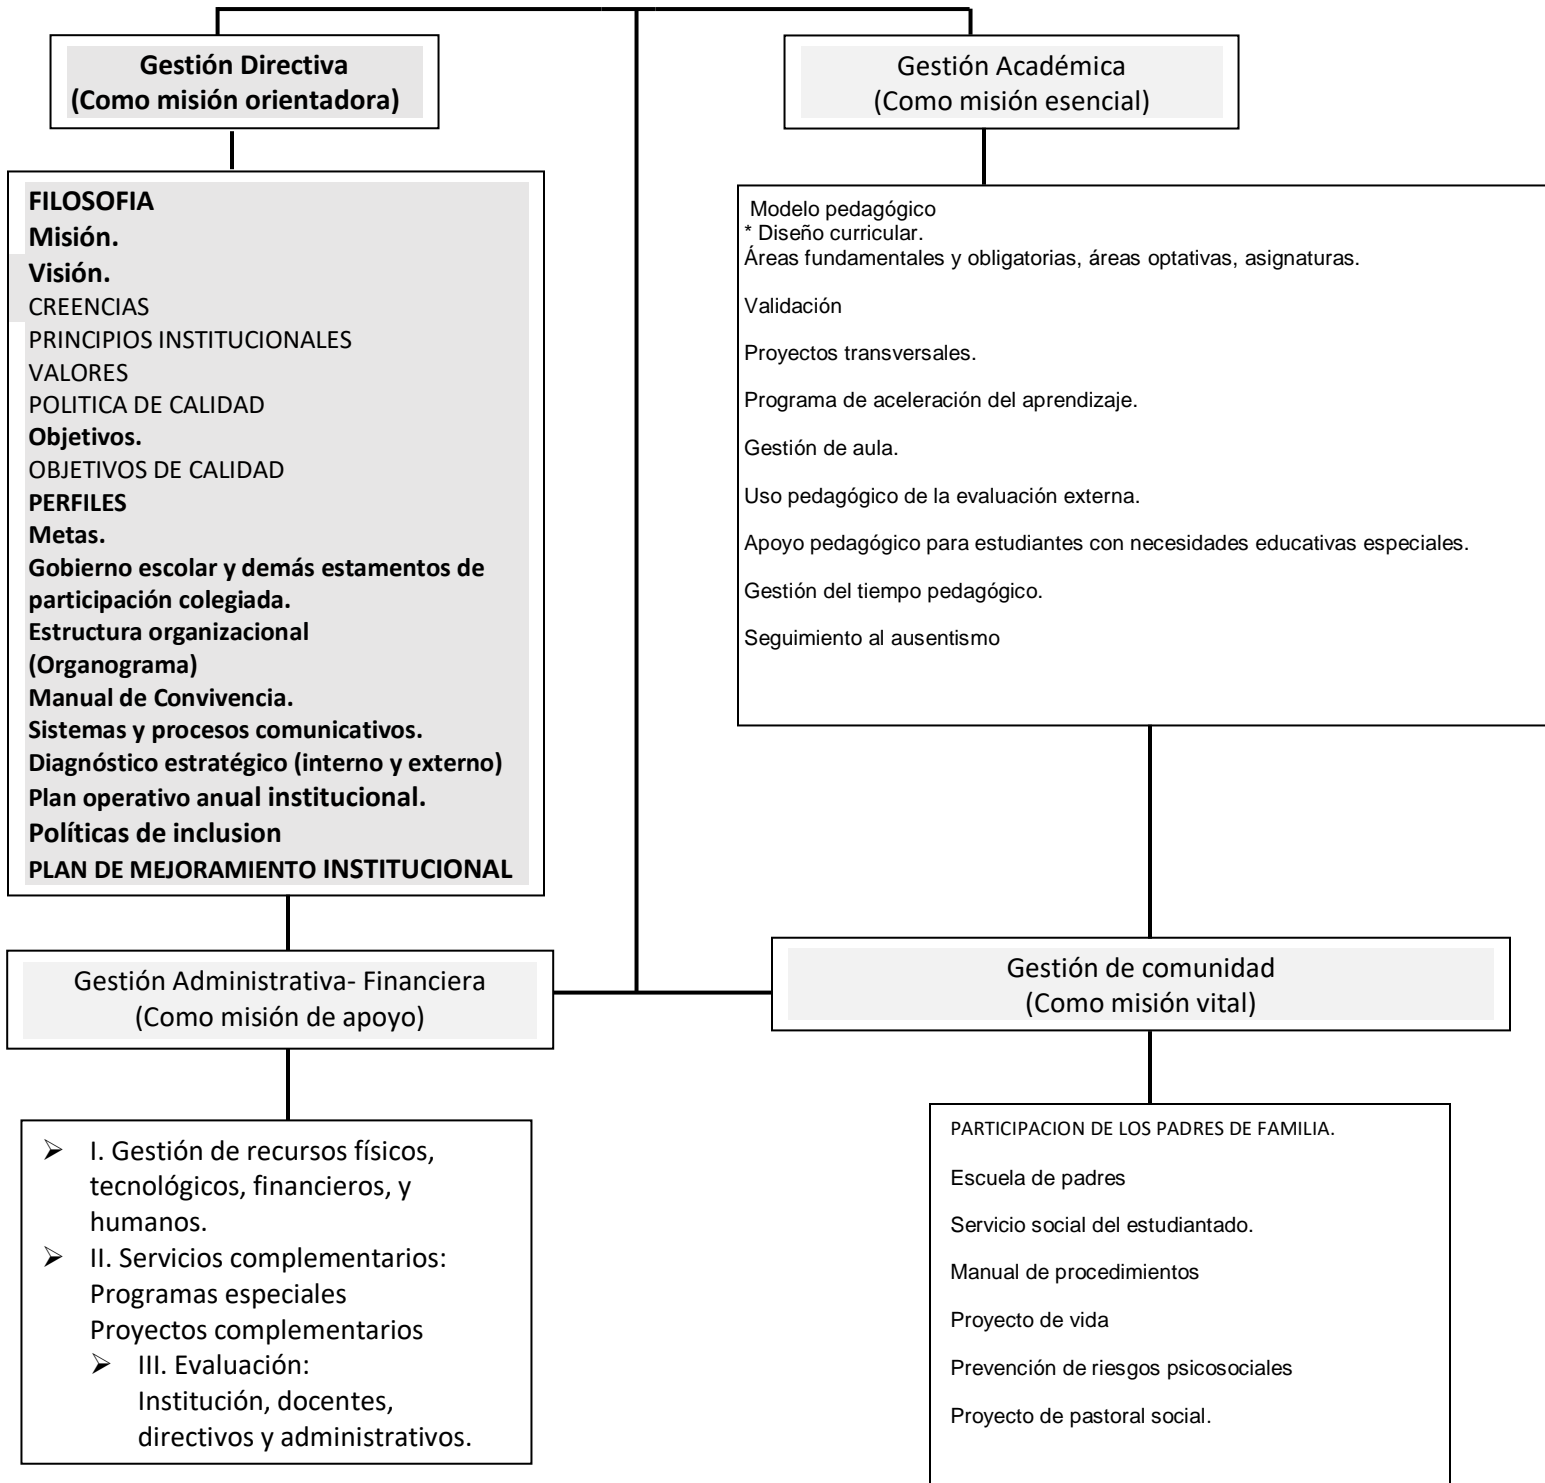 Gestión Directiva
(Como misión orientadora)
FILOSOFIA
Misión.
Visión.
CREENCIAS
PRINCIPIOS INSTITUCIONALES
VALORES
POLITICA DE CALIDAD
Objetivos.
OBJETIVOS DE CALIDAD
PERFILES
Metas.
Gobierno escolar y demás estamentos de
participación colegiada.
Estructura organizacional
(Organograma)
Manual de Convivencia.
Sistemas y procesos comunicativos.
Diagnóstico estratégico (interno y externo)
Plan operativo anual institucional.
Políticas de inclusion
PLAN DE MEJORAMIENTO INSTITUCIONAL
Gestión Académica
(Como misión esencial)
Modelo pedagógico
* Diseño curricular.
Áreas fundamentales y obligatorias, áreas optativas, asignaturas.
Validación
Proyectos transversales.
Programa de aceleración del aprendizaje.
Gestión de aula.
Uso pedagógico de la evaluación externa.
Apoyo pedagógico para estudiantes con necesidades educativas especiales.
Gestión del tiempo pedagógico.
Seguimiento al ausentismo
Gestión Administrativa- Financiera
(Como misión de apoyo)
➢ I. Gestión de recursos físicos,
tecnológicos, financieros, y
humanos.
➢ II. Servicios complementarios:
Programas especiales
Proyectos complementarios
➢ III. Evaluación:
Institución, docentes,
directivos y administrativos.
Gestión de comunidad
(Como misión vital)
PARTICIPACION DE LOS PADRES DE FAMILIA.
Escuela de padres
Servicio social del estudiantado.
Manual de procedimientos
Proyecto de vida
Prevención de riesgos psicosociales
Proyecto de pastoral social.